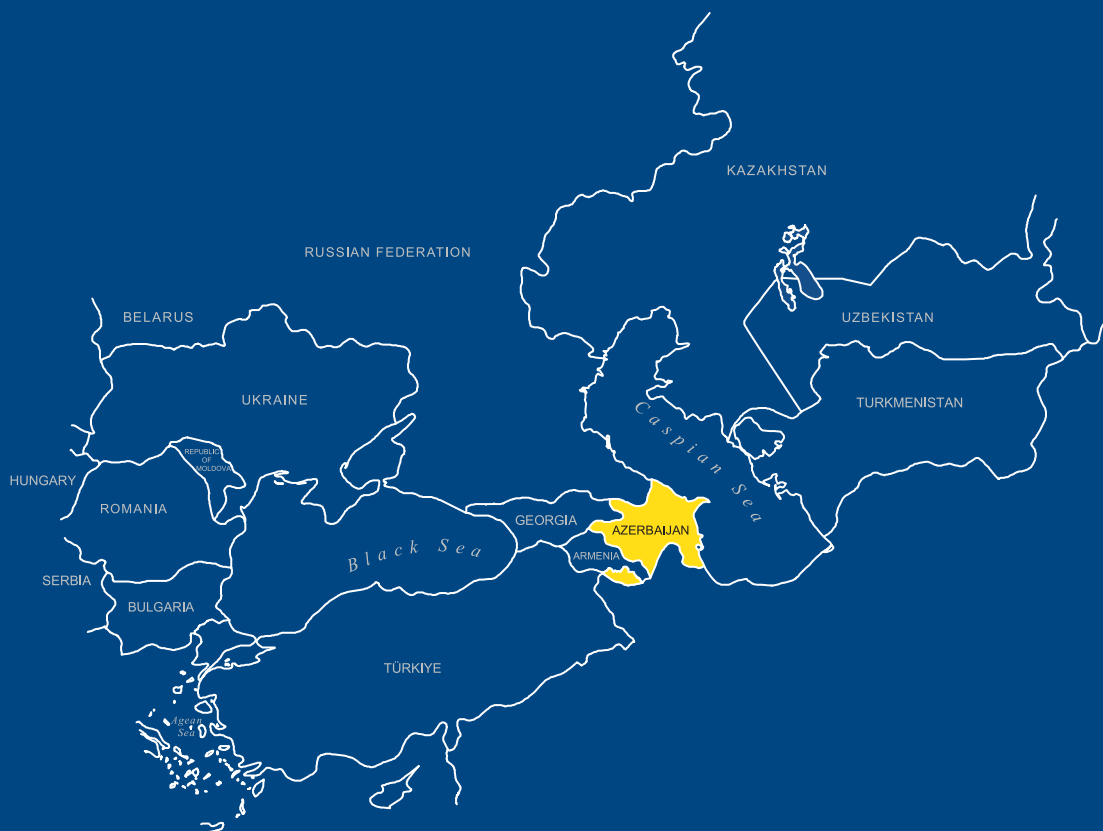 KAZAKHSTAN
RUSSIAN FEDERATION
BELARUS
UZBEKISTAN
UKRAINE
TURKMENISTAN
Caspian Sea
REPUBLIC
OF
MOLDOVA
HUNGARY
ROMANIA
GEORGIA
AZERBAIJAN
Black Sea
ARMENIA
SERBIA
BULGARIA
TÜRKIYE
Agean
Sea